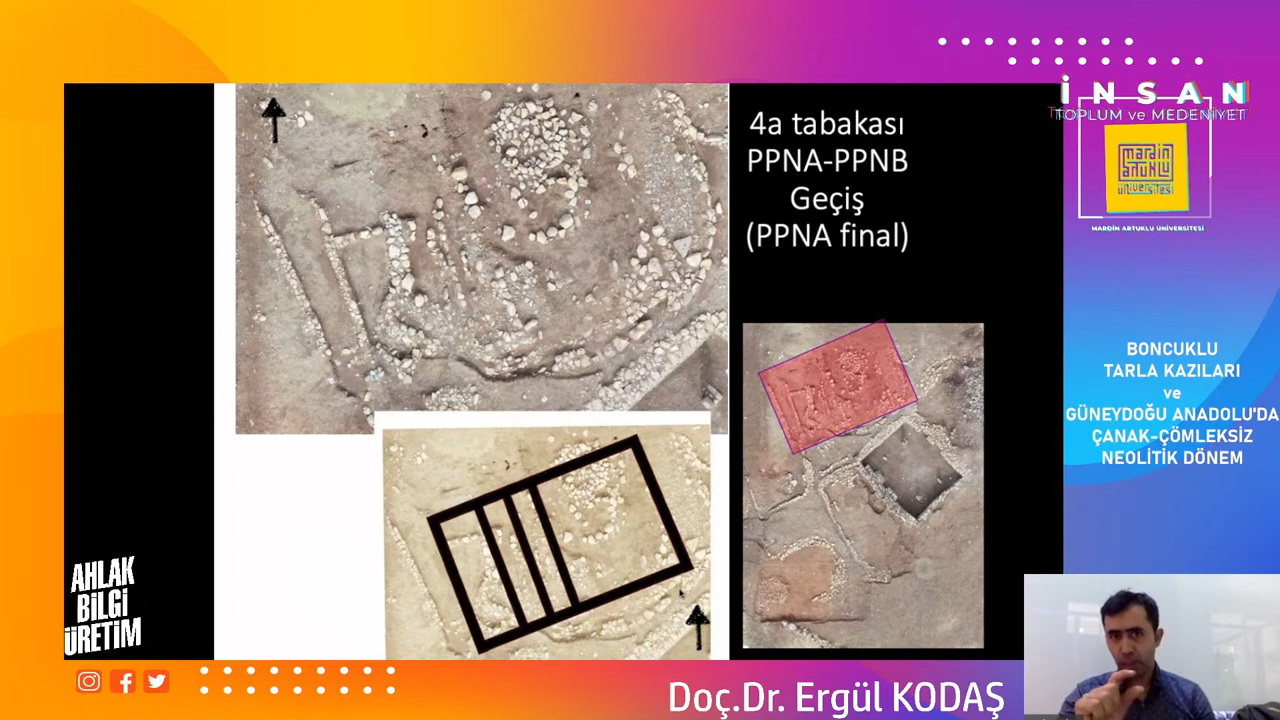 4a tabakası
PPNA-PPNB
Geçiş
(PPNA final)
İNSAN
TOPLUM ve MEDENİYET
mardin
artuklu
üniversitesi
MARDİN ARTUKLU ÜNİVERSİTESİ
BONCUKLU
TARLA KAZILARI
ve
GÜNEYDOĞU ANADOLU'DA
ÇANAK-ÇÖMLEKSİZ
NEOLİTİK DÖNEM
AHLAK
BİLGİ
ÜRETİM
Doç.Dr. Ergül KODAŞ